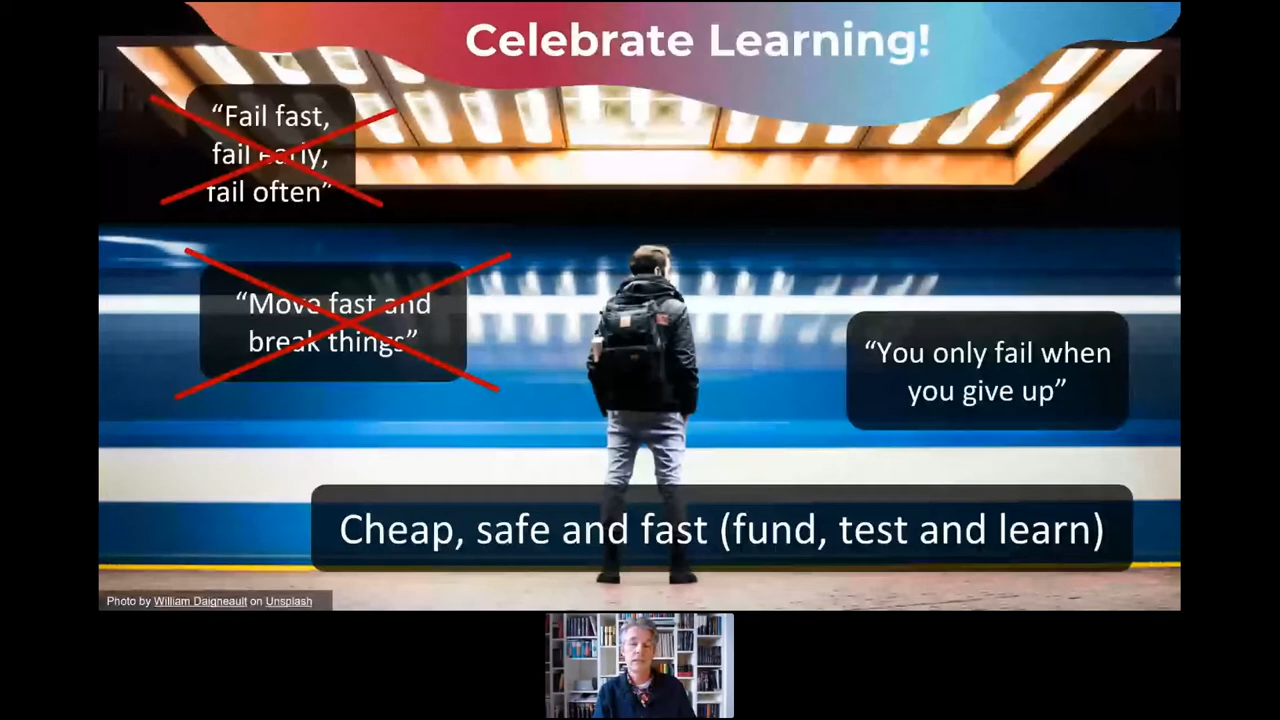 Celebrate Learning!
“Fail fast,
fail early,
fail often”
“Move fast and
break things”
“You only fail when
you give up”
Cheap, safe and fast (fund, test and learn)
Photo by William Daigneault on Unsplash